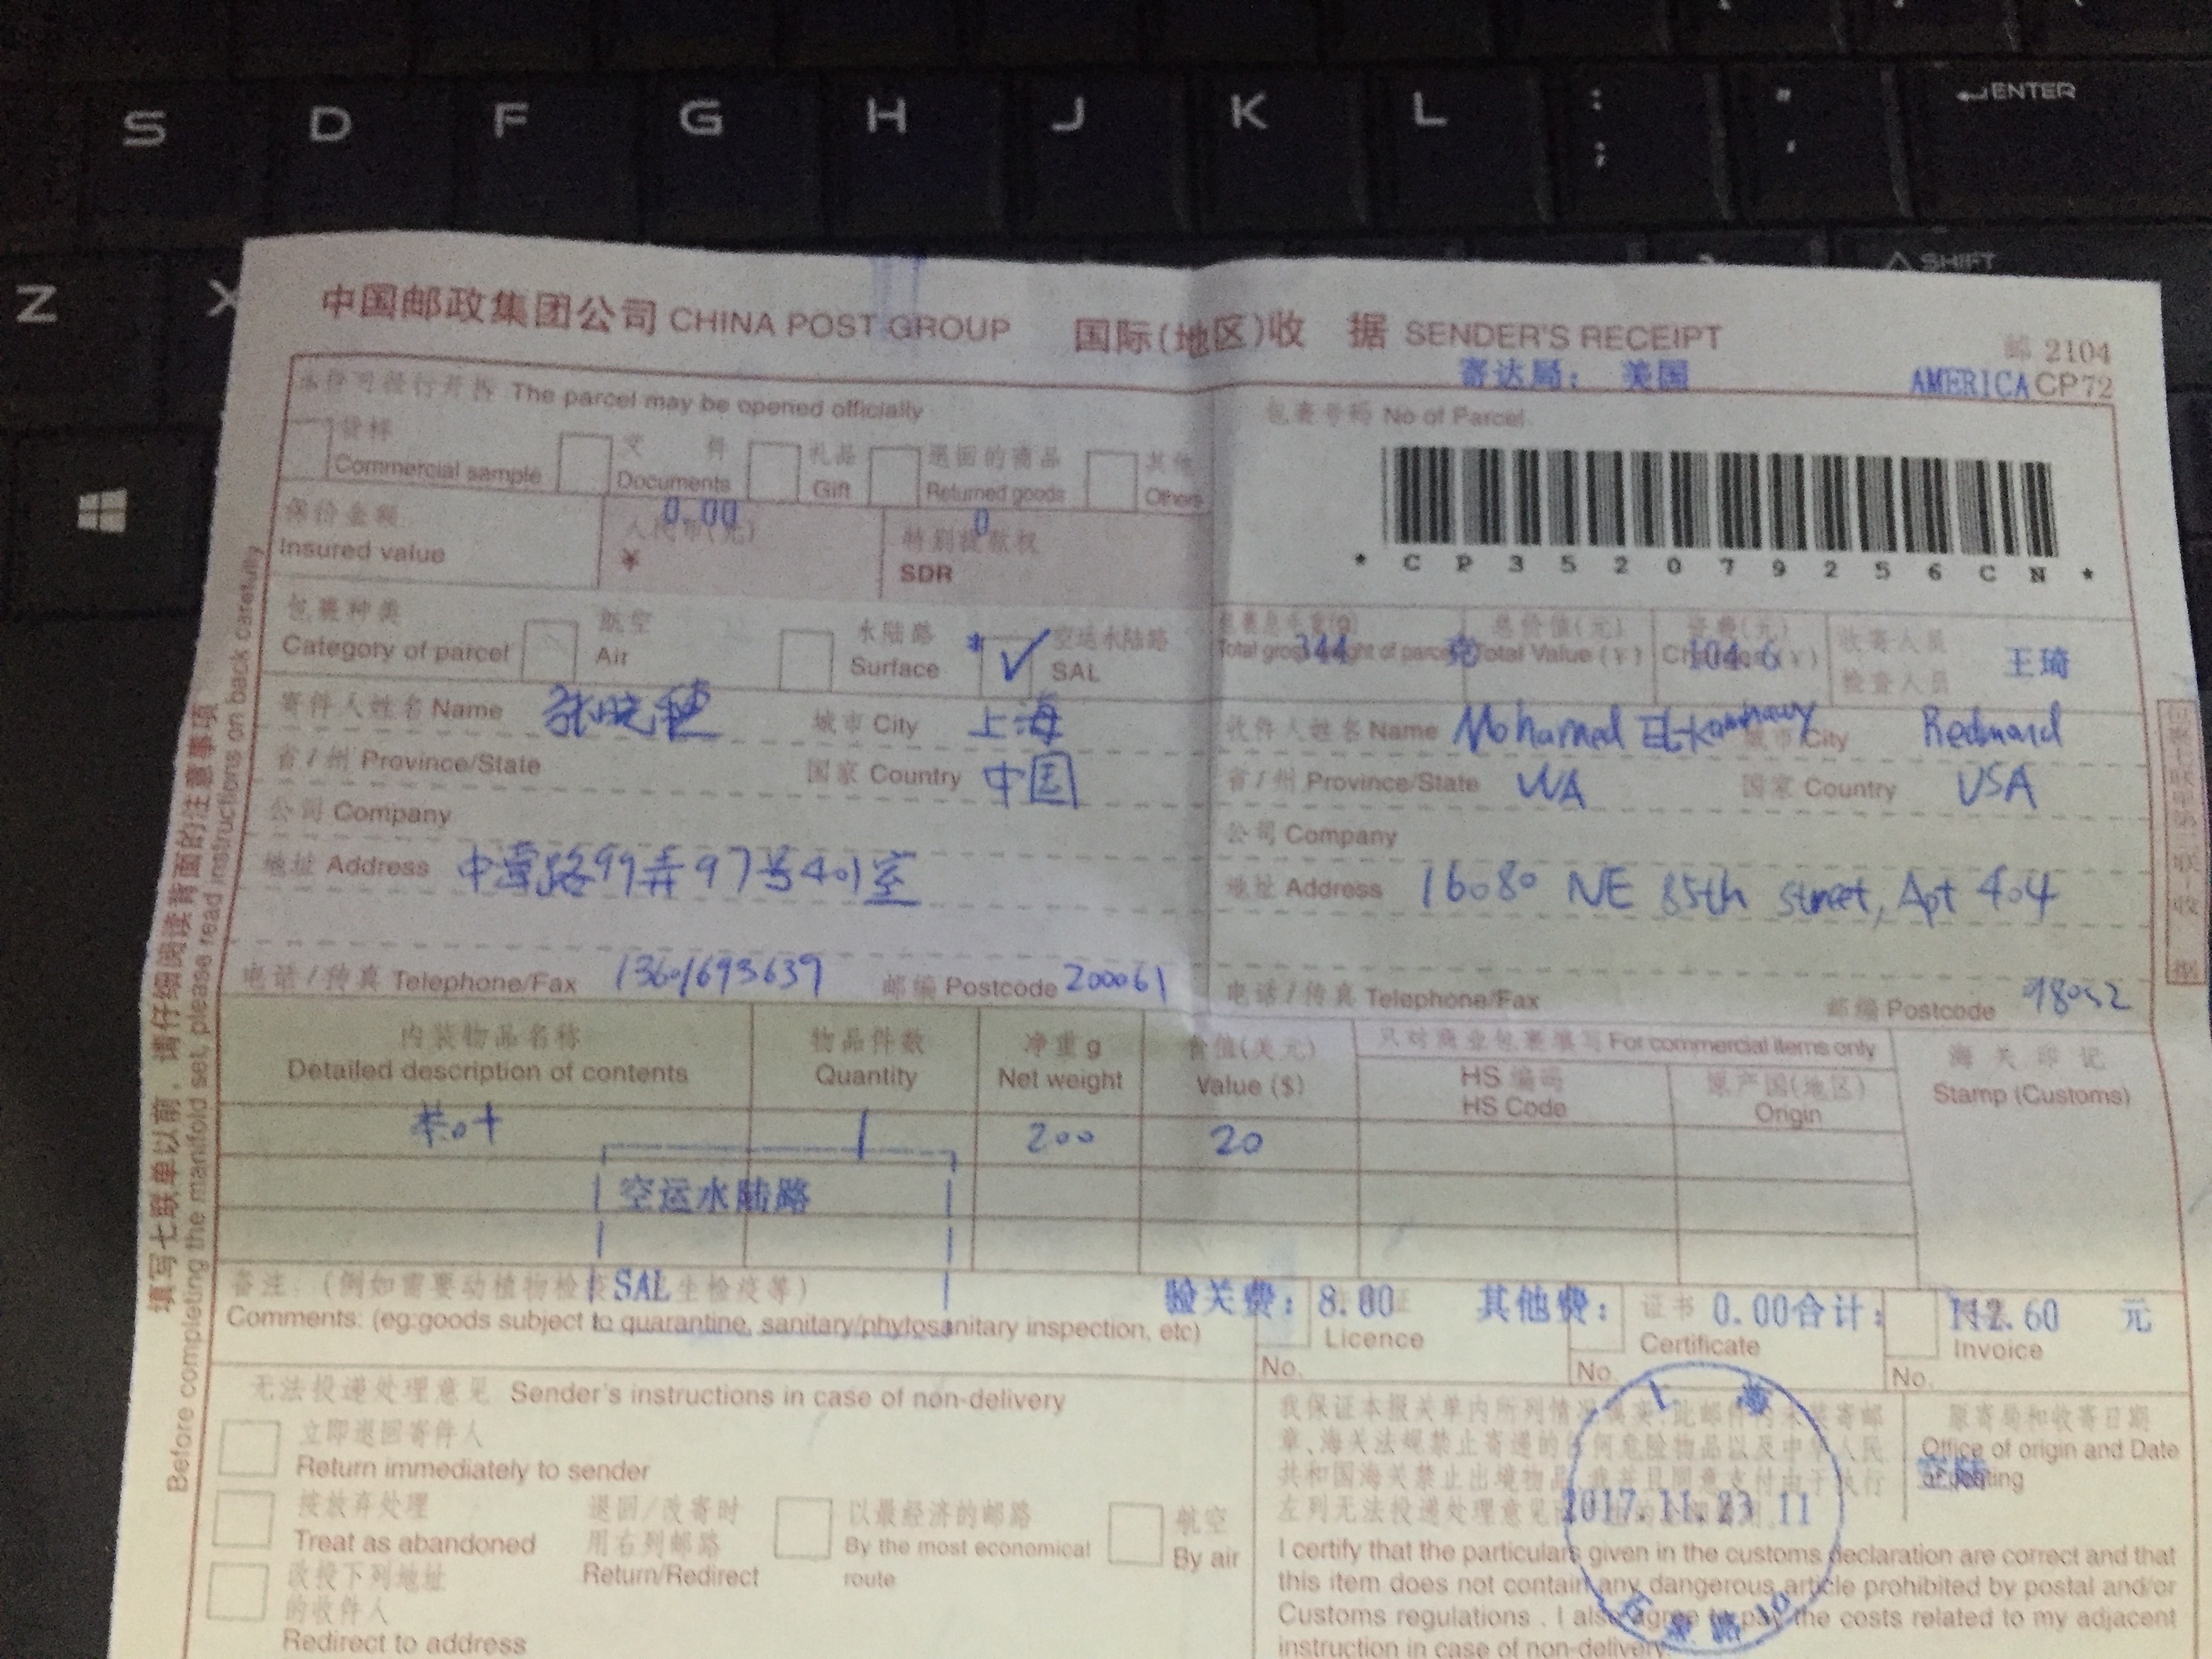 S D F G H J K L : ; " ' ENTER
Z X SHIFT
中国邮政集团公司 CHINA POST GROUP 国际(地区)收 据 SENDER'S RECEIPT
邮 2104
寄达局: 美国 AMERICA CP72
本件可径行开拆 The parcel may be opened officially
包裹号码 No of Parcel
货样 文 件 礼品 退回的商品 其他
Commercial sample Documents Gift Returned goods Others
保价金额 人民币(元) 0.00 特别提款权 0
Insured value ¥ SDR
* C P 3 5 2 0 7 9 2 5 6 C N *
包裹种类 航空 水陆路 * ✓ 空运水陆路
Category of parcel Air Surface SAL
包裹总毛重(g) 总价值(元) 资费(元) 收寄人员
Total gross weight of parcel 344 克 Total Value (¥) 104.6 (¥) 王琦
检查人员
寄件人姓名 Name 城市 City 上海
省/州 Province/State 国家 Country 中国
公司 Company
地址 Address 中 路99弄97号401室
电话/传真 Telephone/Fax 13601693639 邮编 Postcode 200061
收件人姓名 Name Mohamed 城市 City Redmond
省/州 Province/State WA 国家 Country USA
公司 Company
地址 Address 16080 NE 85th street, Apt 404
电话/传真 Telephone/Fax 邮编 Postcode 98052
内装物品名称 物品件数 净重 g 价值(美元) 只对商业包裹填写 For commercial items only 海关印记
Detailed description of contents Quantity Net weight Value ($) HS 编码 原产国(地区) Stamp (Customs)
HS Code Origin
1 200 20
空运水陆路
SAL
备注:(例如需要动植物检疫 生检疫等)
Comments: (eg:goods subject to quarantine, sanitary/phytosanitary inspection, etc)
验关费: 8.00 其他费: 证书 0.00 合计: 112.60 元
Licence Certificate Invoice
No. No. No.
无法投递处理意见 Sender's instructions in case of non-delivery
立即退回寄件人
Return immediately to sender
按放弃处理 退回/改寄时 以最经济的邮路 航空
Treat as abandoned 用右列邮路 By the most economical By air
Return/Redirect route
改投下列地址
的收件人
Redirect to address
我保证本报关单内所列情况属实,此邮件内未装寄邮
章、海关法规禁止寄递的任何危险物品以及中华人民
共和国海关禁止出境物品,我并且同意支付由于执行
左列无法投递处理意见
上海
2017.11.23 11
原寄局和收寄日期
Office of origin and Date
of posting
I certify that the particulars given in the customs declaration are correct and that
this item does not contain any dangerous article prohibited by postal and/or
Customs regulations . I also agree to pay the costs related to my adjacent
instruction in case of non-delivery.
填写七联单以前,请仔细阅读背面的注意事项
Before completing the manifold set, please read instructions on back carefully